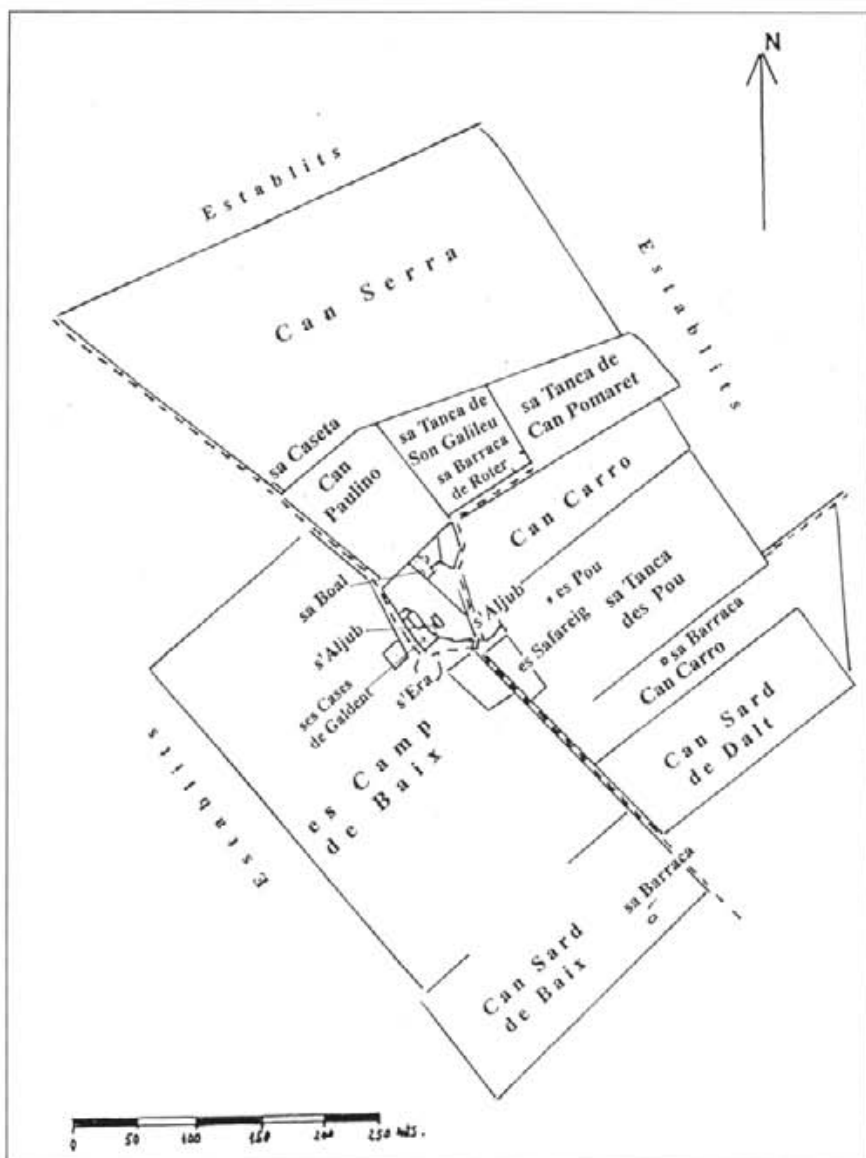 N
Establits
Can Serra
Establits
sa Caseta
Can
Paulino
sa Tanca de
Son Galileu
sa Barraca
de Roter
sa Tanca de
Can Pomaret
Can Carro
sa Boal
s'Aljub
s'Aljub
es Pou
es Safareig
sa Tanca
des Pou
sa Barraca
Can Carro
ses Cases
de Galdent
s'Era
es Camp
de Baix
Can Sard
de Dalt
Establits
sa Barraca
Can Sard
de Baix
0 50 100 150 200 250 mts.